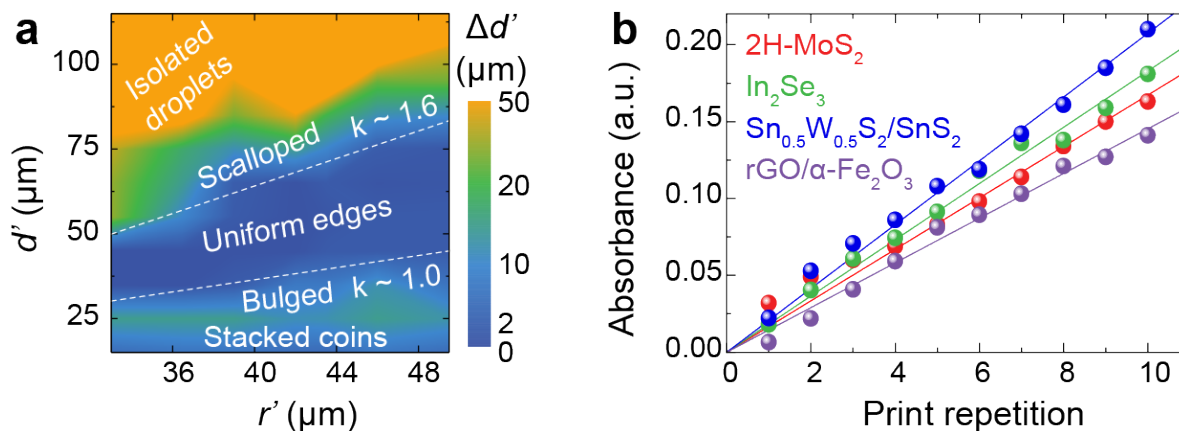 a
Δd’
(μm)
100
75
50
25
d’ (μm)
Isolated
droplets
Scalloped k ~ 1.6
Uniform edges
Bulged k ~ 1.0
Stacked coins
36 40 44 48
r’ (μm)
50
20
10
2
0
b
0.20
0.15
0.10
0.05
0.00
Absorbance (a.u.)
2H-MoS₂
In₂Se₃
Sn₀.₅W₀.₅S₂/SnS₂
rGO/α-Fe₂O₃
0 2 4 6 8 10
Print repetition